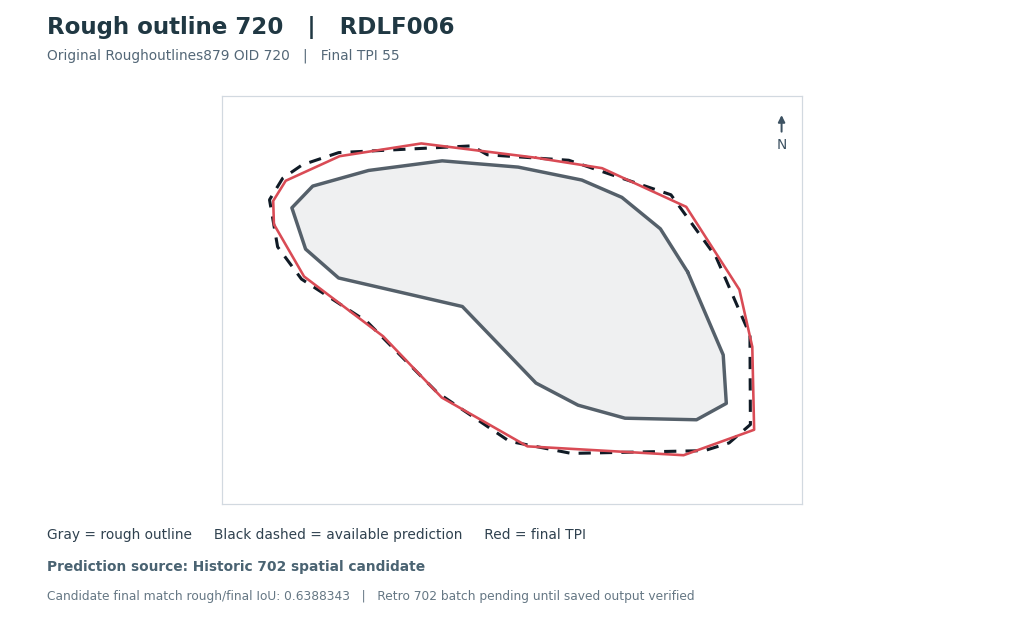 Rough outline 720   |   RDLF006
Original Roughoutlines879 OID 720   |   Final TPI 55
N
Gray = rough outline     Black dashed = available prediction     Red = final TPI
Prediction source: Historic 702 spatial candidate
Candidate final match rough/final IoU: 0.6388343   |   Retro 702 batch pending until saved output verified